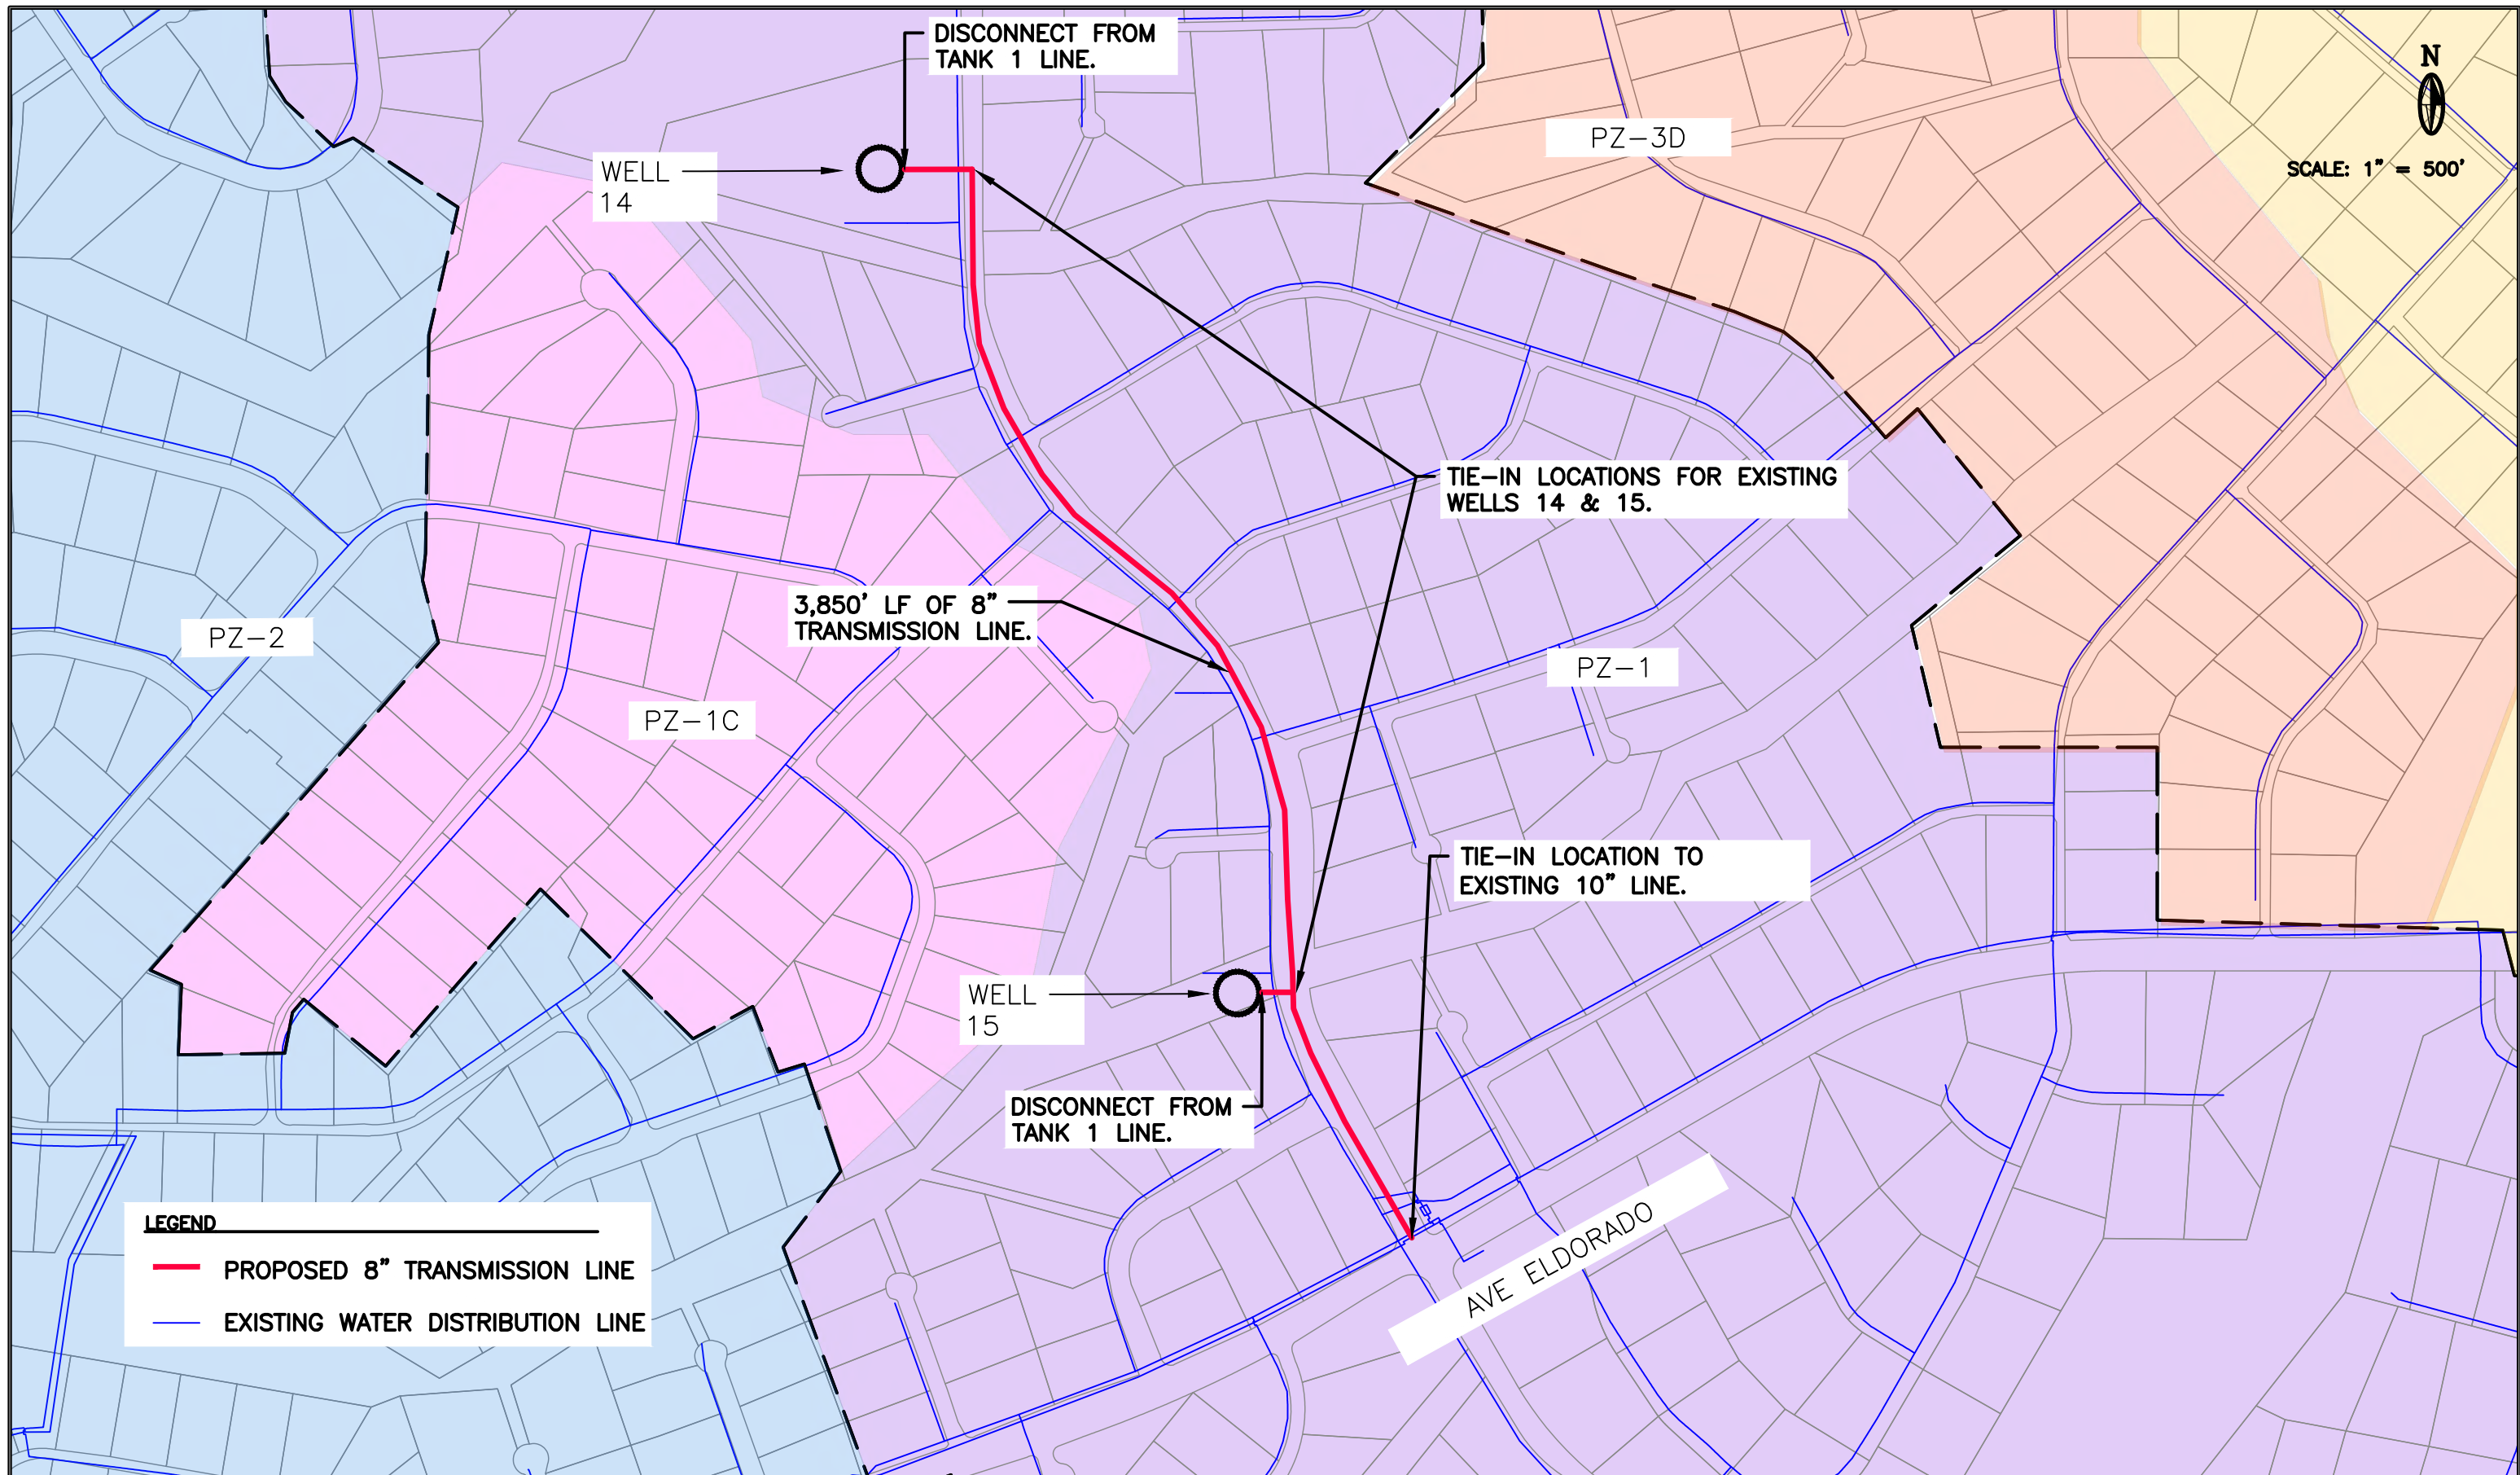 DISCONNECT FROM
TANK 1 LINE.
N
SCALE: 1" = 500'
PZ-3D
WELL
14
TIE-IN LOCATIONS FOR EXISTING
WELLS 14 & 15.
3,850' LF OF 8"
TRANSMISSION LINE.
PZ-2
PZ-1
PZ-1C
TIE-IN LOCATION TO
EXISTING 10" LINE.
WELL
15
DISCONNECT FROM
TANK 1 LINE.
AVE ELDORADO
LEGEND
PROPOSED 8" TRANSMISSION LINE
EXISTING WATER DISTRIBUTION LINE